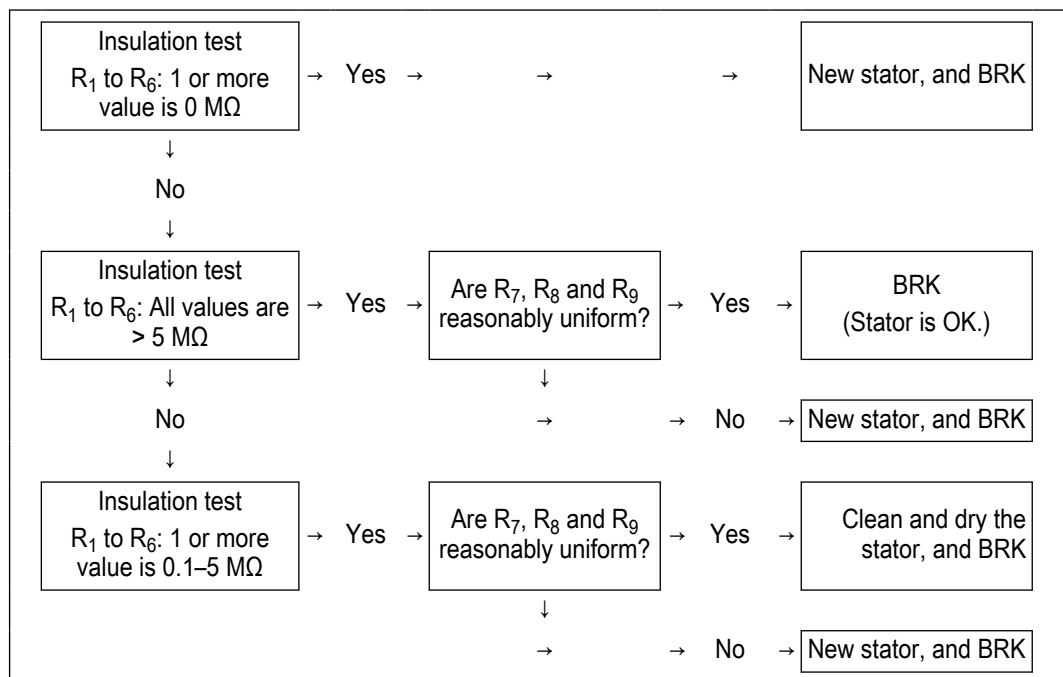 Insulation test
R₁ to R₆: 1 or more
value is 0 MΩ
→ Yes → → →
New stator, and BRK
↓
No
↓
Insulation test
R₁ to R₆: All values are
> 5 MΩ
→ Yes →
Are R₇, R₈ and R₉
reasonably uniform?
→ Yes →
BRK
(Stator is OK.)
↓ ↓
No → → No → New stator, and BRK
↓
Insulation test
R₁ to R₆: 1 or more
value is 0.1–5 MΩ
→ Yes →
Are R₇, R₈ and R₉
reasonably uniform?
→ Yes →
Clean and dry the
stator, and BRK
↓
→ → No → New stator, and BRK